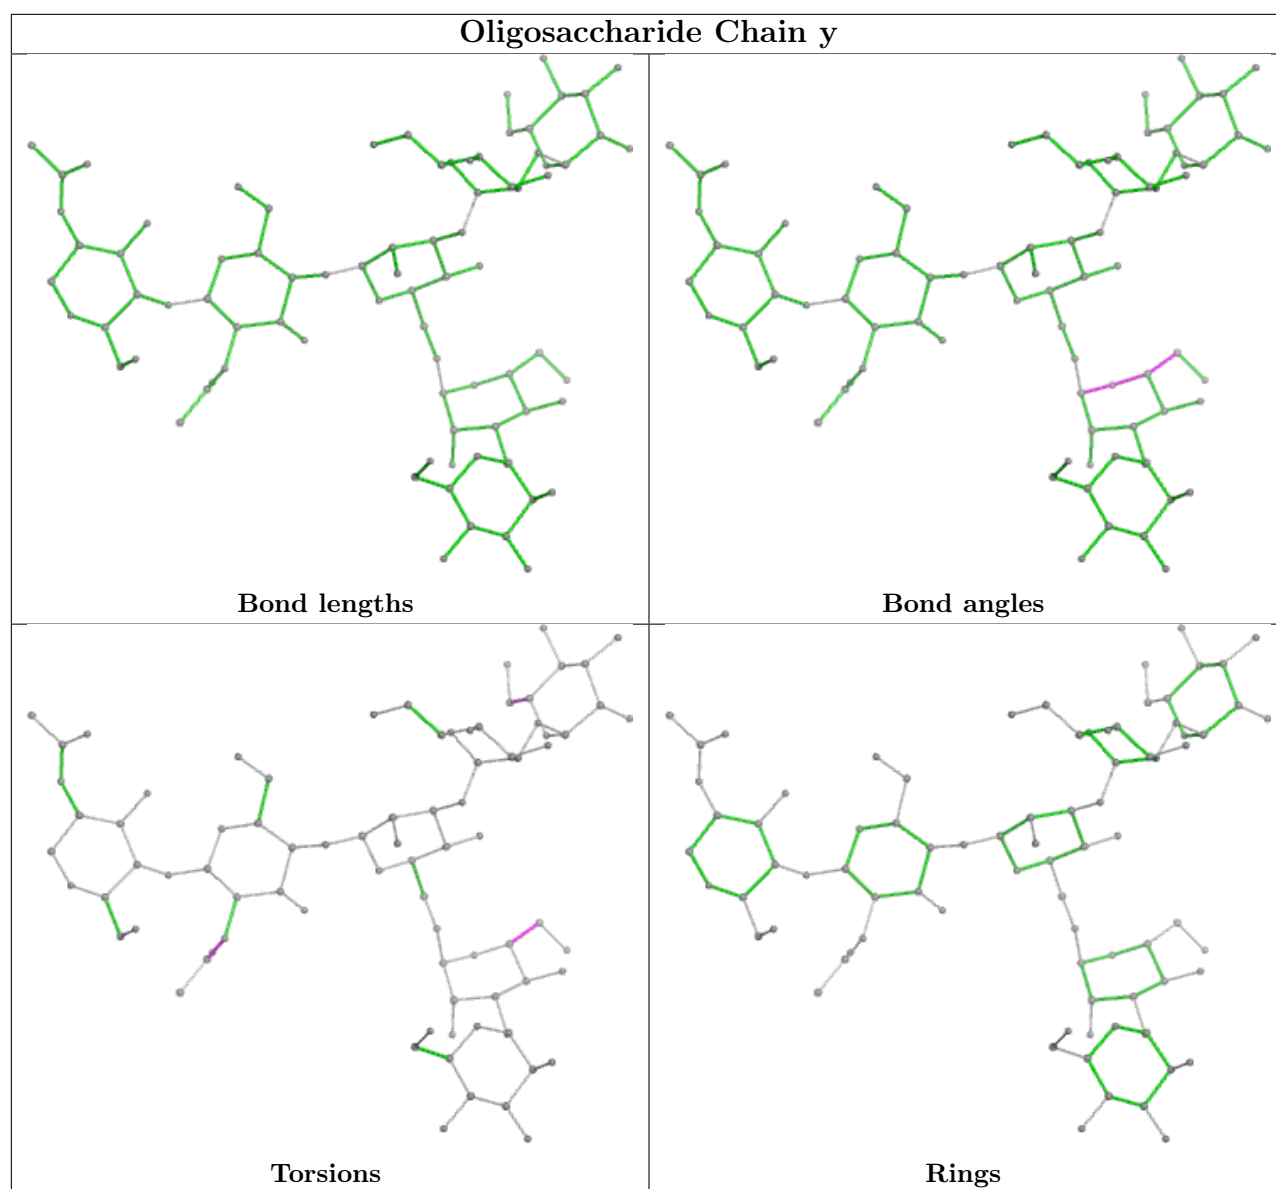 Oligosaccharide Chain y
Bond lengths
Bond angles
Torsions
Rings